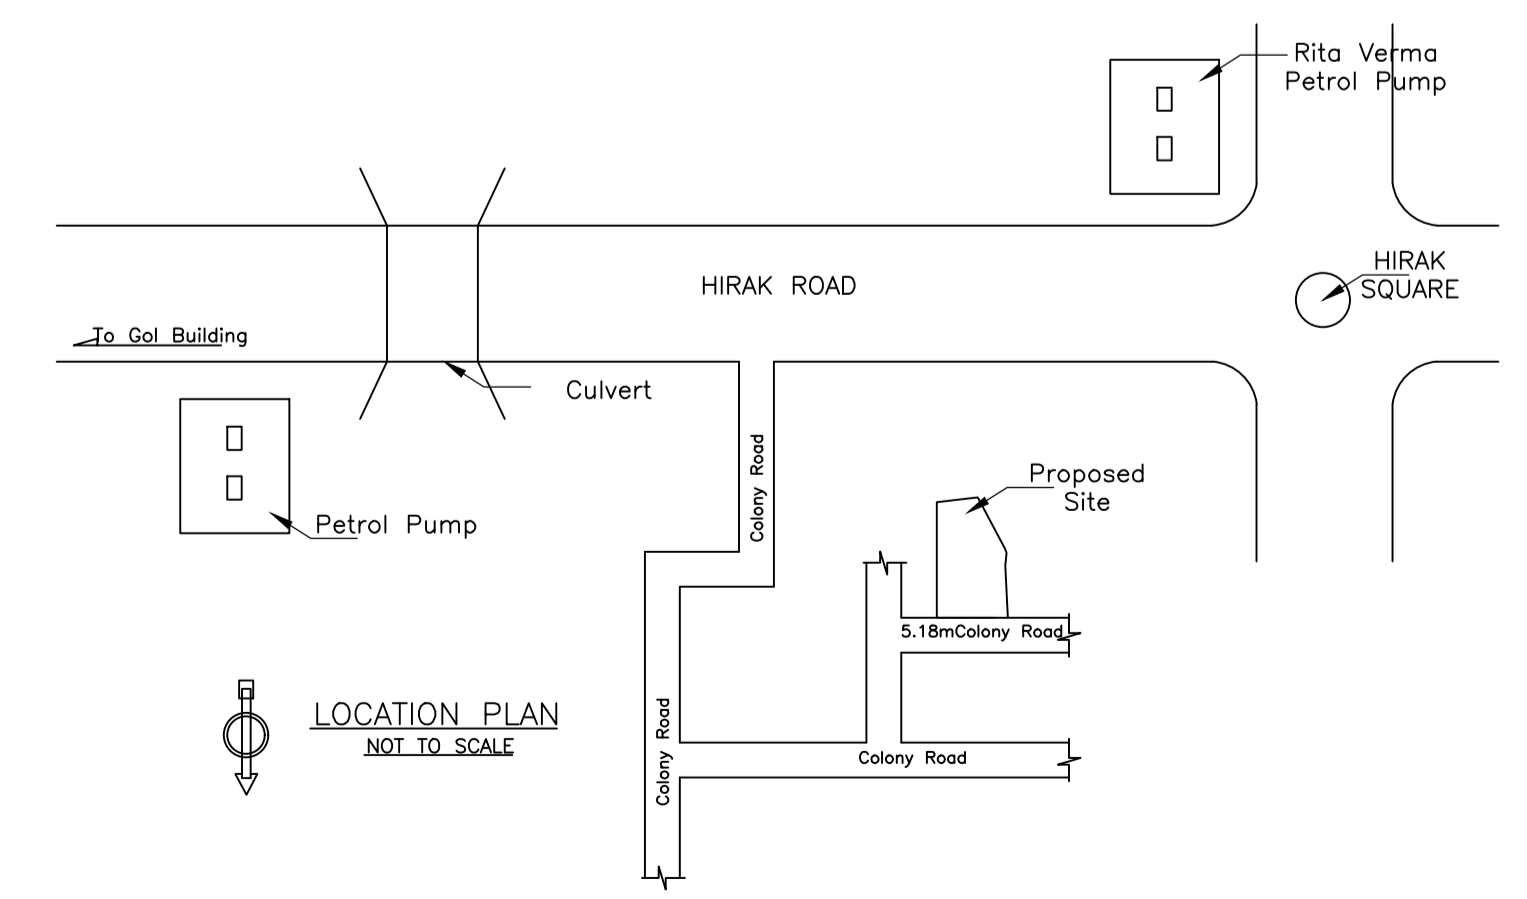 Rita Verma
Petrol Pump
HIRAK
SQUARE
HIRAK ROAD
To Gol Building
Culvert
Colony Road
Proposed
Site
Petrol Pump
5.18mColony Road
LOCATION PLAN
NOT TO SCALE
Colony Road
Colony Road